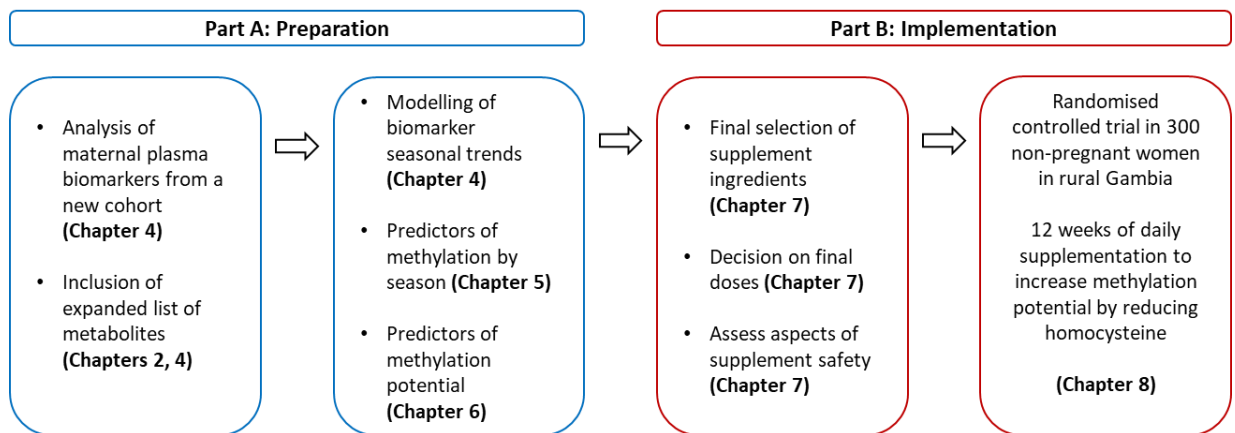 Part A: Preparation
Part B: Implementation
• Analysis of
maternal plasma
biomarkers from a
new cohort
(Chapter 4)
• Inclusion of
expanded list of
metabolites
(Chapters 2, 4)
• Modelling of
biomarker
seasonal trends
(Chapter 4)
• Predictors of
methylation by
season (Chapter 5)
• Predictors of
methylation
potential
(Chapter 6)
• Final selection of
supplement
ingredients
(Chapter 7)
• Decision on final
doses (Chapter 7)
• Assess aspects of
supplement safety
(Chapter 7)
Randomised
controlled trial in 300
non-pregnant women
in rural Gambia
12 weeks of daily
supplementation to
increase methylation
potential by reducing
homocysteine
(Chapter 8)